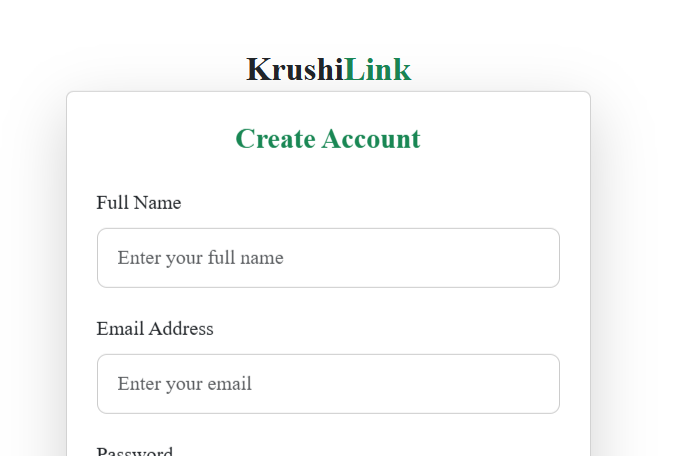 KrushiLink
Create Account
Full Name
Enter your full name
Email Address
Enter your email
Password